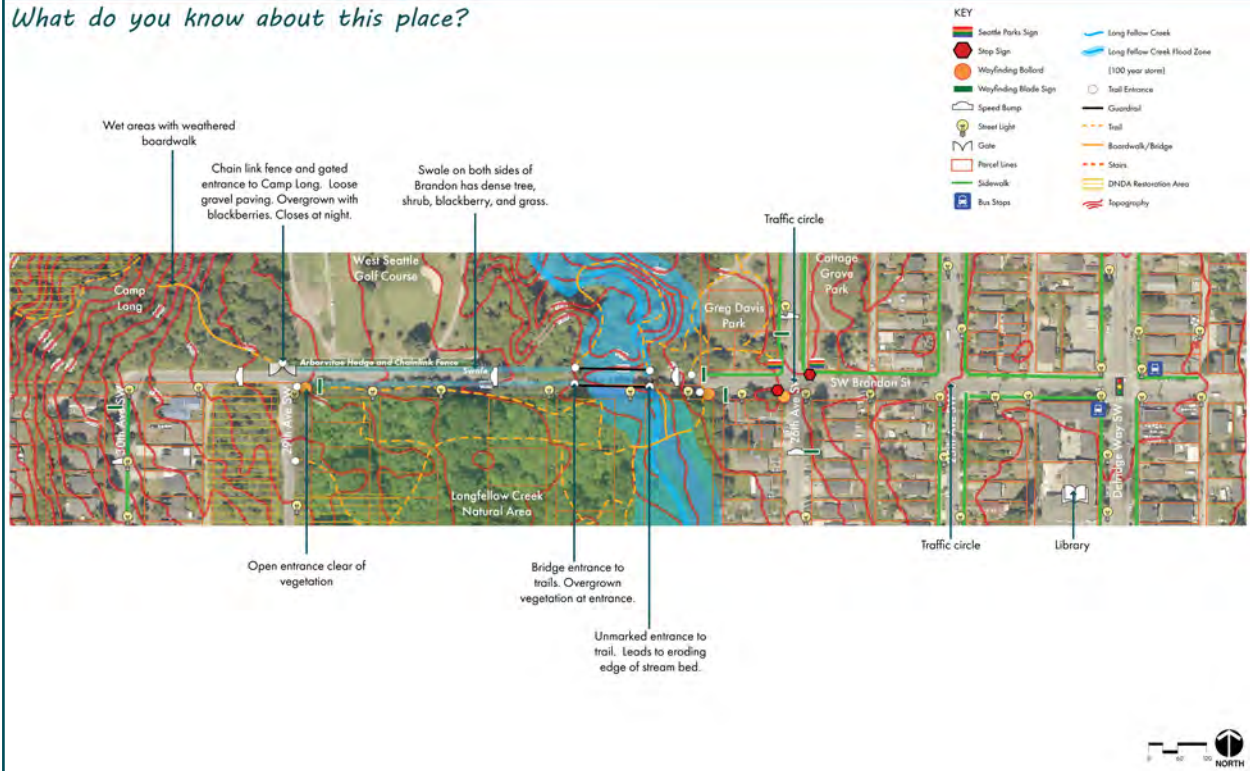 What do you know about this place?
KEY
Seattle Parks Sign
Stop Sign
Wayfinding Bollard
Wayfinding Blade Sign
Speed Bump
Street Light
Gate
Parcel Lines
Sidewalk
Bus Stops
Long Fellow Creek
Long Fellow Creek Flood Zone
(100 year storm)
Trail Entrance
Guardrail
Trail
Boardwalk/Bridge
Stairs
DNDA Restoration Area
Topography
Wet areas with weathered
boardwalk
Chain link fence and gated
entrance to Camp Long. Loose
gravel paving. Overgrown with
blackberries. Closes at night.
Swale on both sides of
Brandon has dense tree,
shrub, blackberry, and grass.
Traffic circle
Camp
Long
West Seattle
Golf Course
Greg Davis
Park
Cottage
Grove
Park
Arborvitae Hedge and Chainlink Fence
Swale
SW Brandon St
30th Ave SW
29th Ave SW
26th Ave SW
Delridge Way SW
Longfellow Creek
Natural Area
Open entrance clear of
vegetation
Bridge entrance to
trails. Overgrown
vegetation at entrance.
Unmarked entrance to
trail. Leads to eroding
edge of stream bed.
Traffic circle
Library
0 60 120
NORTH